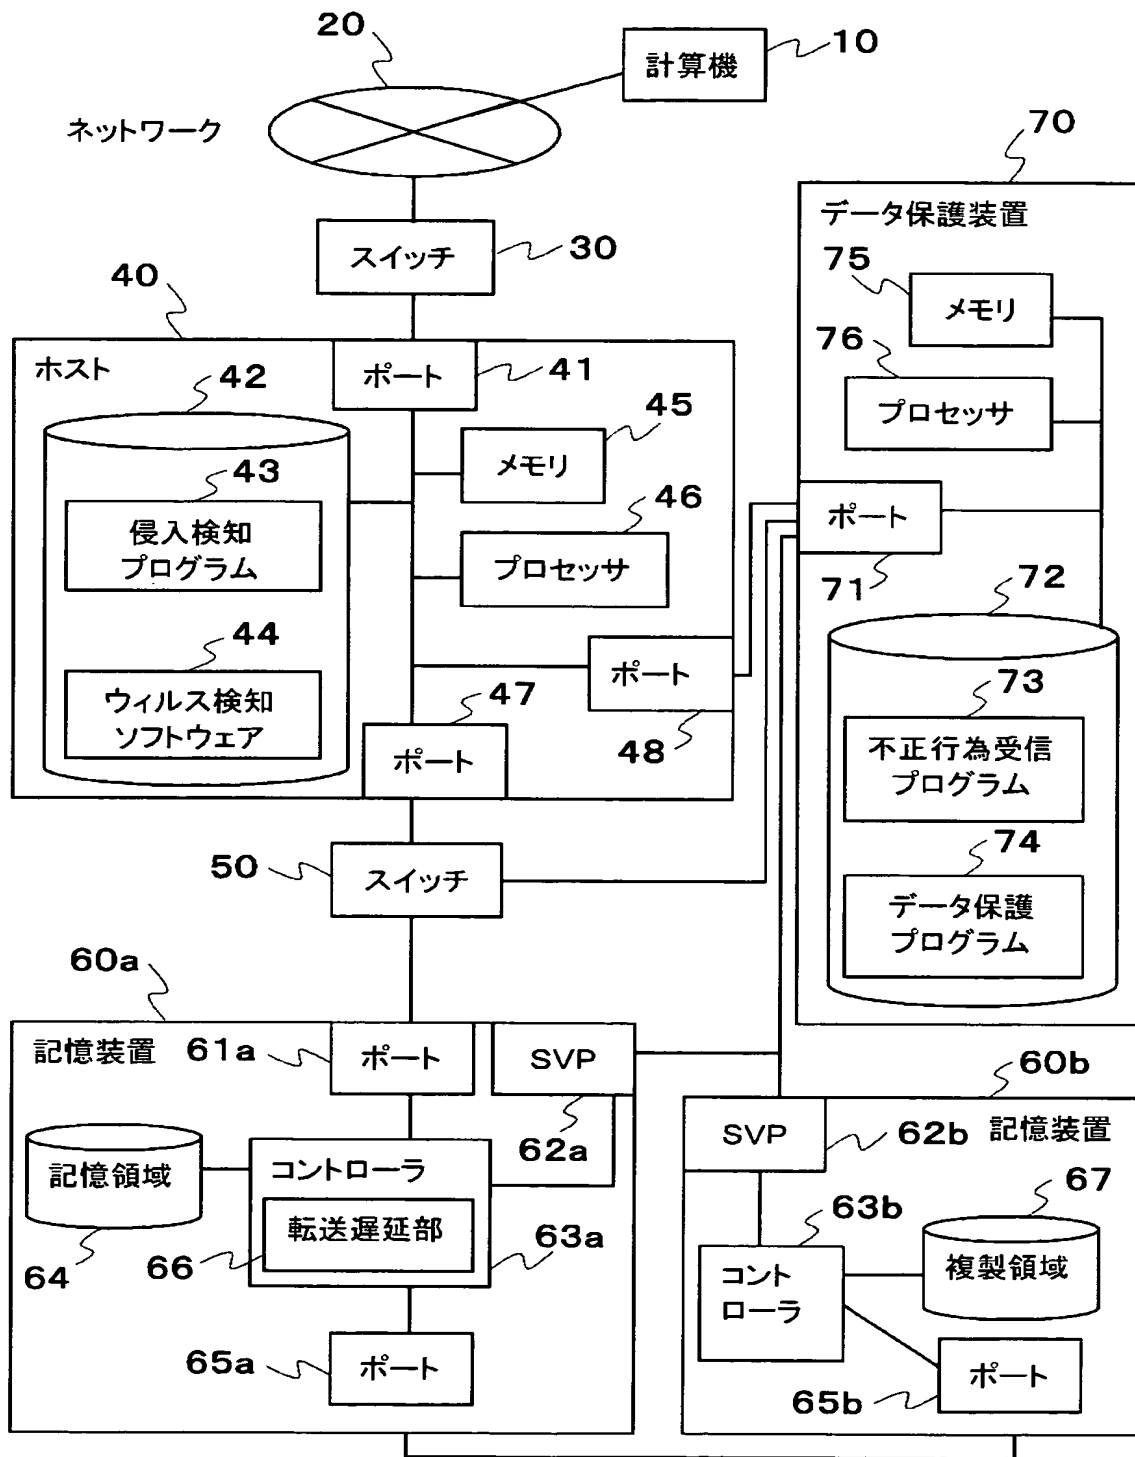 20
10
計算機
ネットワーク
70
データ保護装置
スイッチ
30
75
メモリ
40
ホスト
ポート
41
76
プロセッサ
42
45
メモリ
43
侵入検知
プログラム
46
プロセッサ
ポート
71
72
44
ウィルス検知
ソフトウェア
ポート
48
47
ポート
73
不正行為受信
プログラム
50
スイッチ
74
データ保護
プログラム
60a
記憶装置
61a
ポート
SVP
62a
60b
SVP
62b
記憶装置
記憶領域
64
コントローラ
転送遅延部
66
63a
63b
コント
ローラ
67
複製領域
65a
ポート
ポート
65b